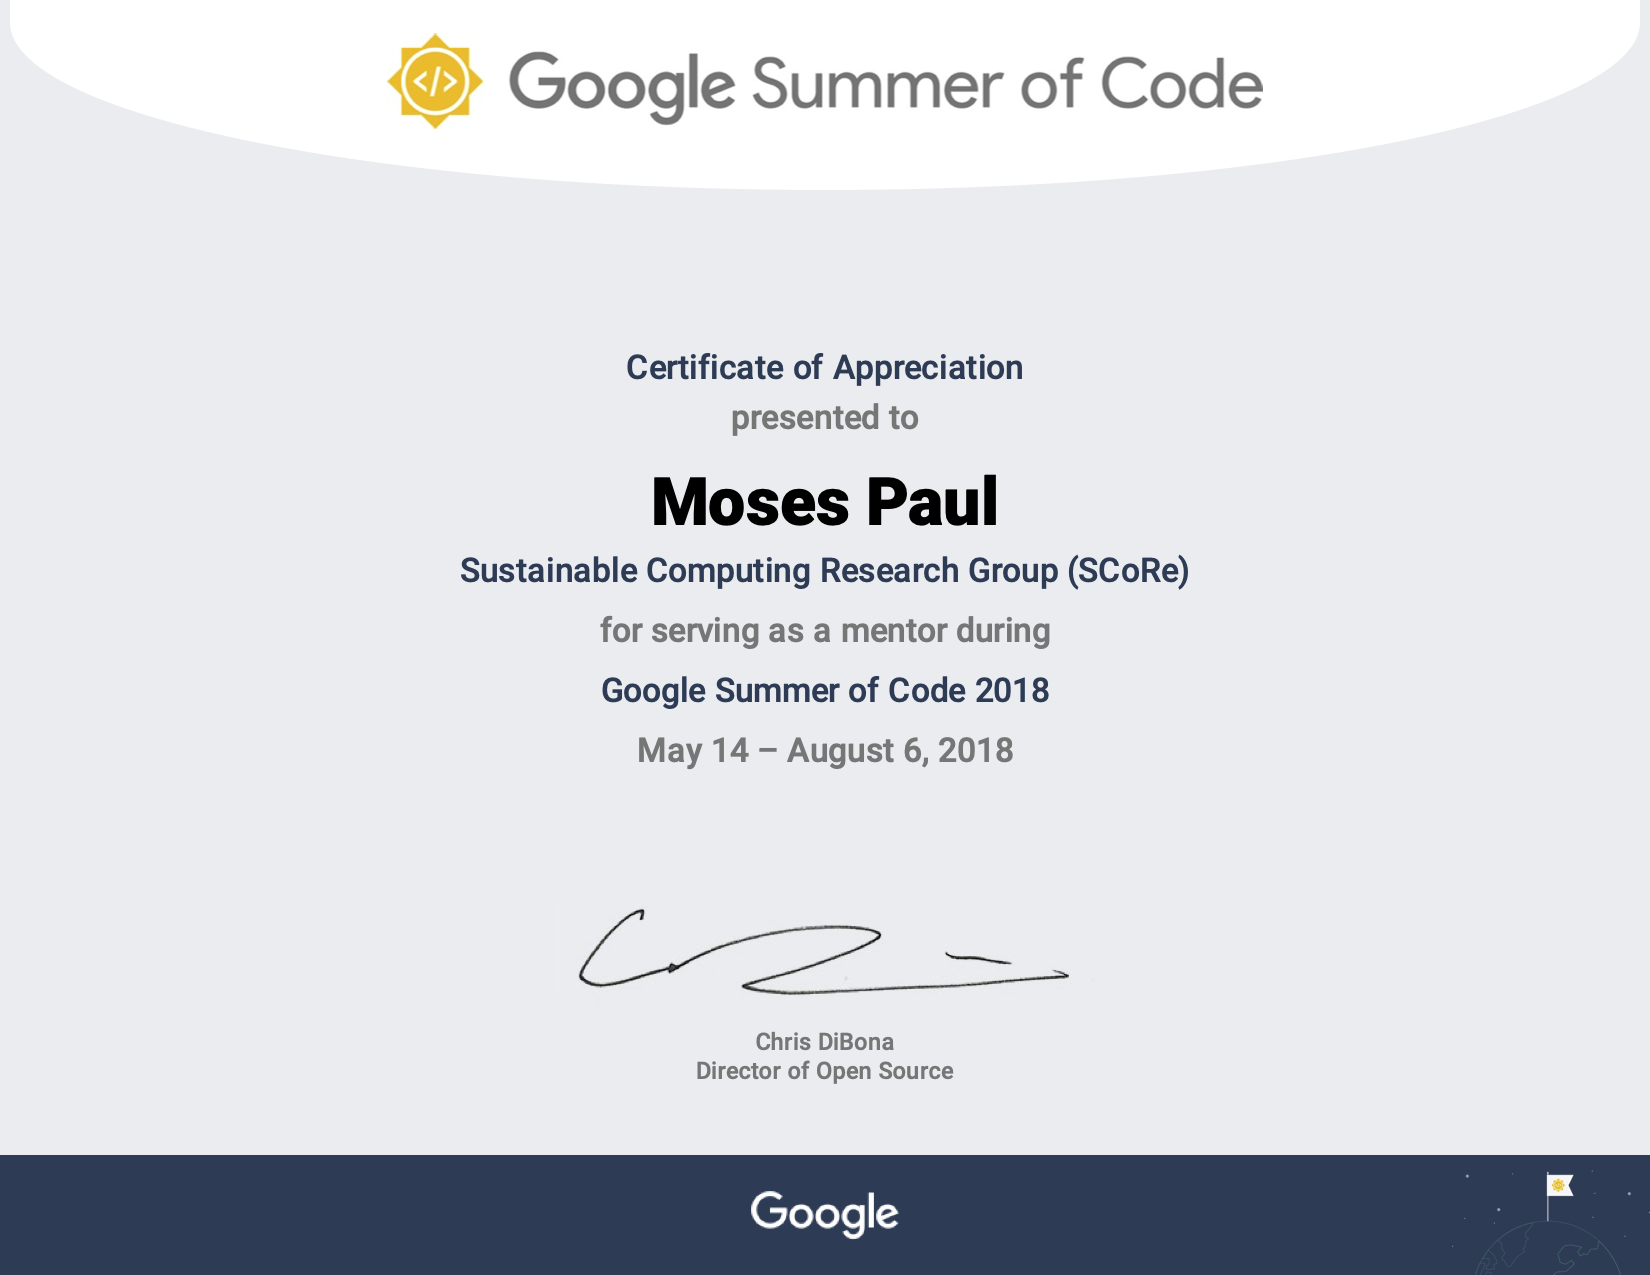 </> Google Summer of Code
Certificate of Appreciation
presented to
Moses Paul
Sustainable Computing Research Group (SCoRe)
for serving as a mentor during
Google Summer of Code 2018
May 14 – August 6, 2018
Chris DiBona
Director of Open Source
Google